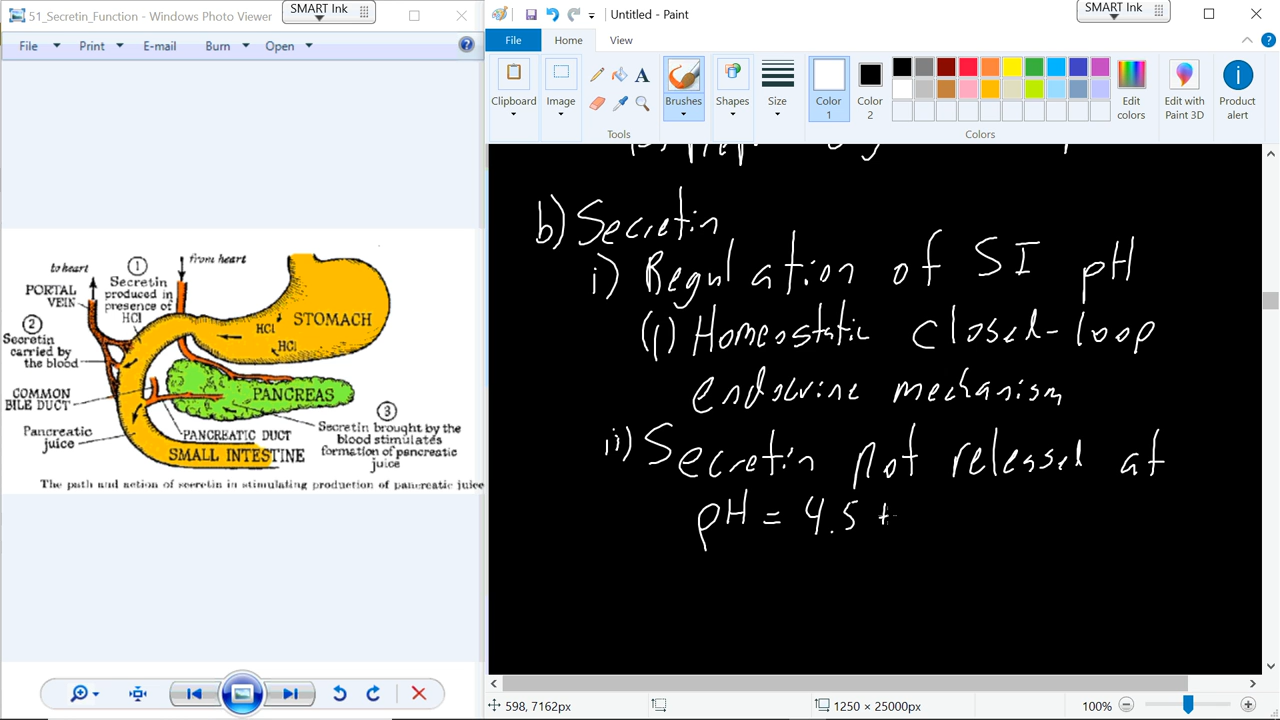 51_Secretin_Function - Windows Photo Viewer
SMART Ink
File Print E-mail Burn Open
to heart
from heart
1
Secretin produced in presence of HCl
PORTAL VEIN
HCl
STOMACH
HCl
2
Secretin carried by the blood
COMMON BILE DUCT
PANCREAS
3
Pancreatic juice
PANCREATIC DUCT
Secretin brought by the blood stimulates formation of pancreatic juice
SMALL INTESTINE
The path and action of secretin in stimulating production of pancreatic juice
Untitled - Paint
SMART Ink
File Home View
Clipboard
Image
A
Tools
Brushes
Shapes
Size
Color 1
Color 2
Edit colors
Colors
Edit with Paint 3D
Product alert
b) Secretin
i) Regulation of SI pH
(1) Homeostatic closed-loop
endocrine mechanism
ii) Secretin not released at
pH = 4.5
598, 7162px
1250 × 25000px
100%